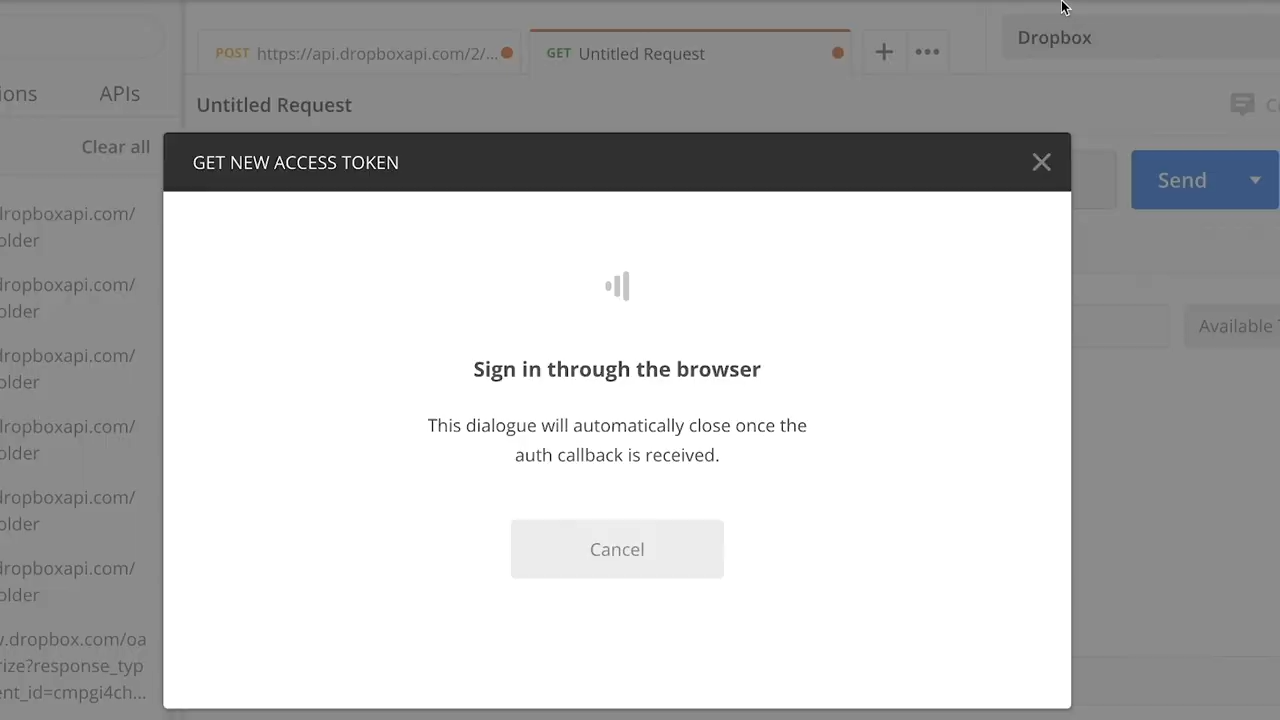 Dropbox
POST https://api.dropboxapi.com/2/...
GET Untitled Request
ions APIs
Untitled Request
Clear all
GET NEW ACCESS TOKEN
Send
dropboxapi.com/
older
dropboxapi.com/
older
Available
dropboxapi.com/
older
Sign in through the browser
This dialogue will automatically close once the
auth callback is received.
dropboxapi.com/
older
dropboxapi.com/
older
Cancel
dropboxapi.com/
older
w.dropbox.com/oa
rize?response_typ
ent_id=cmpgi4ch...